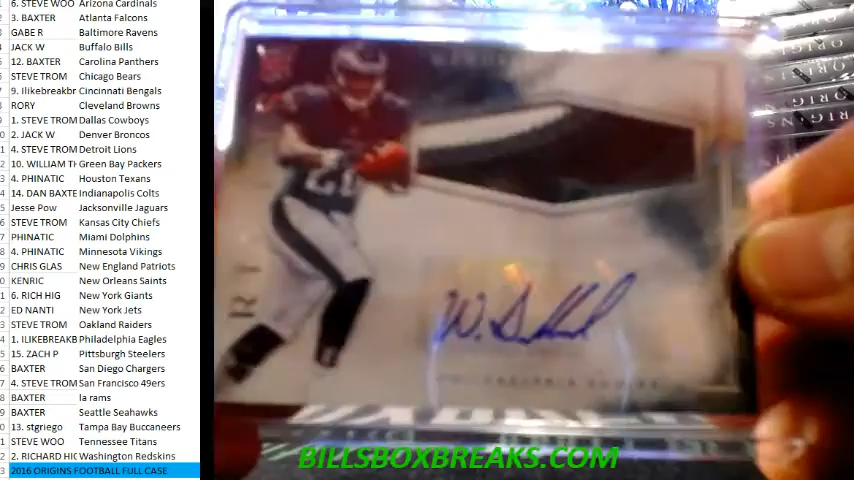 6. STEVE WOO Arizona Cardinals
3. BAXTER Atlanta Falcons
GABE R Baltimore Ravens
JACK W Buffalo Bills
12. BAXTER Carolina Panthers
STEVE TROM Chicago Bears
9. Ilikebreakbr Cincinnati Bengals
RORY Cleveland Browns
1. STEVE TROM Dallas Cowboys
2. JACK W Denver Broncos
4. STEVE TROM Detroit Lions
10. WILLIAM TH Green Bay Packers
4. PHINATIC Houston Texans
14. DAN BAXTE Indianapolis Colts
Jesse Pow Jacksonville Jaguars
STEVE TROM Kansas City Chiefs
PHINATIC Miami Dolphins
4. PHINATIC Minnesota Vikings
CHRIS GLAS New England Patriots
KENRIC New Orleans Saints
6. RICH HIG New York Giants
ED NANTI New York Jets
STEVE TROM Oakland Raiders
1. ILIKEBREAKB Philadelphia Eagles
15. ZACH P Pittsburgh Steelers
BAXTER San Diego Chargers
4. STEVE TROM San Francisco 49ers
BAXTER la rams
BAXTER Seattle Seahawks
13. stgriego Tampa Bay Buccaneers
STEVE WOO Tennessee Titans
2. RICHARD HIG Washington Redskins
2016 ORIGINS FOOTBALL FULL CASE
ORIGINS
ORIGINS
PHILADELPHIA EAGLES
BILLSBOXBREAKS.COM